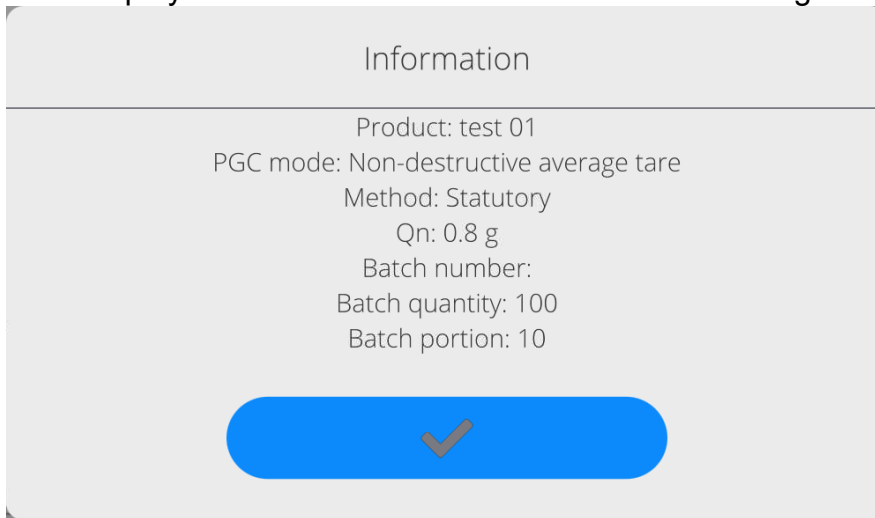 Information
Product: test 01
PGC mode: Non-destructive average tare
Method: Statutory
Qn: 0.8 g
Batch number:
Batch quantity: 100
Batch portion: 10